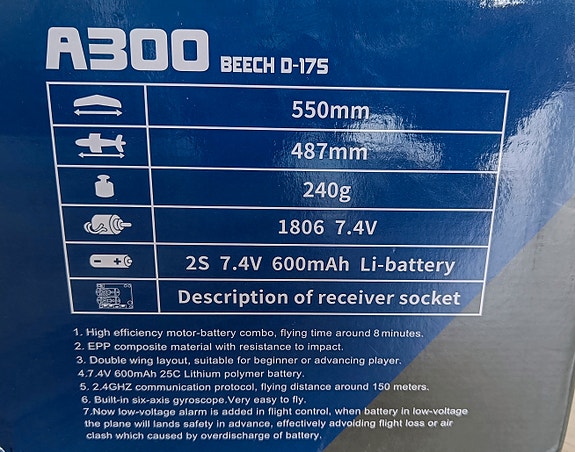 A300 BEECH D-17S
550mm
487mm
240g
1806 7.4V
2S 7.4V 600mAh Li-battery
Description of receiver socket
1. High efficiency motor-battery combo, flying time around 8 minutes.
2. EPP composite material with resistance to impact.
3. Double wing layout, suitable for beginner or advancing player.
4.7.4V 600mAh 25C Lithium polymer battery.
5. 2.4GHZ communication protocol, flying distance around 150 meters.
6. Built-in six-axis gyroscope.Very easy to fly.
7.Now low-voltage alarm is added in flight control, when battery in low-voltage
the plane will lands safety in advance, effectively advoiding flight loss or air
clash which caused by overdischarge of battery.